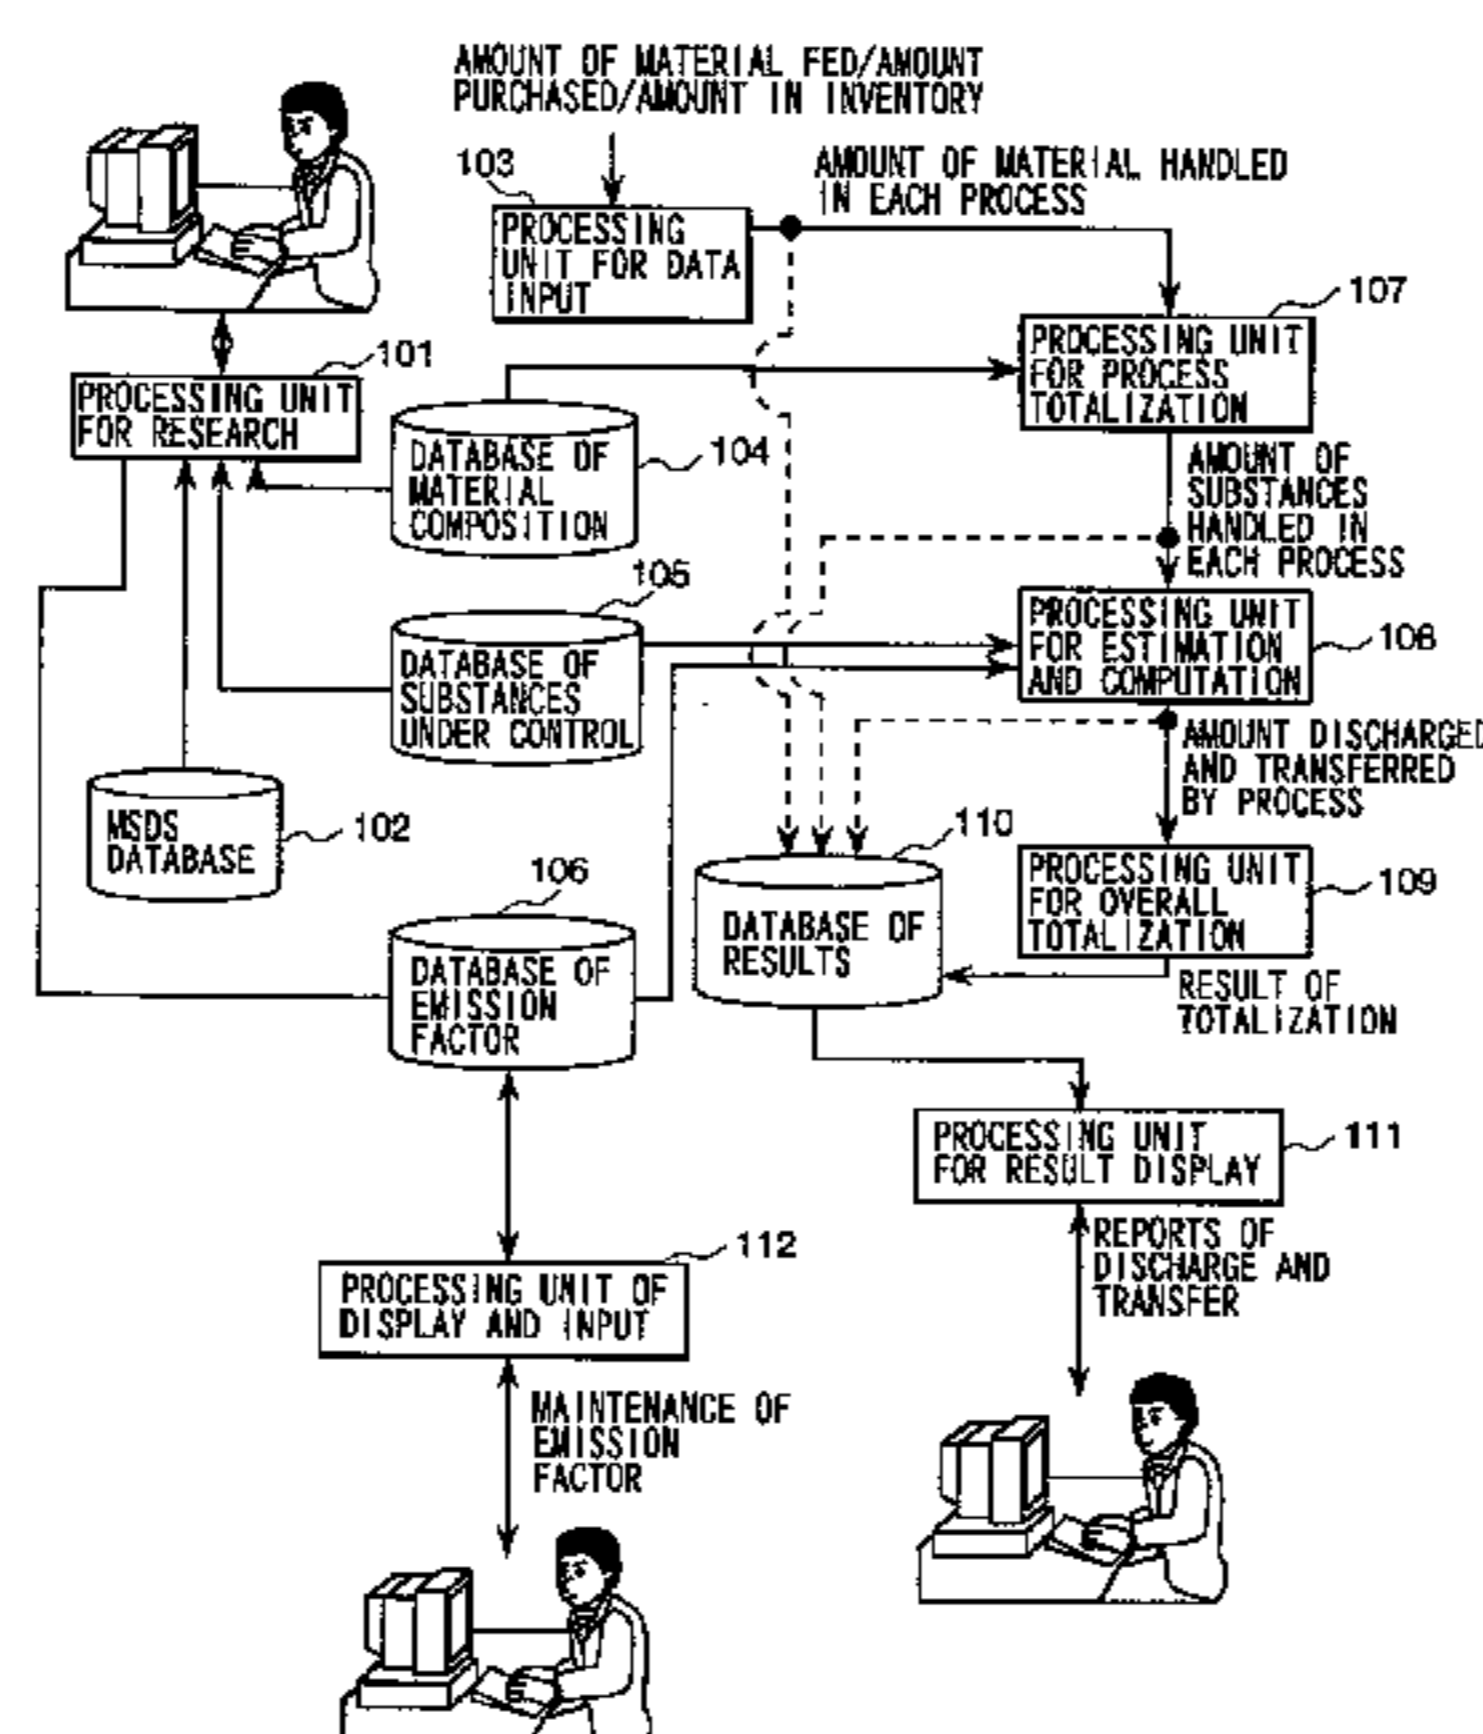 AMOUNT OF MATERIAL FED/AMOUNT
PURCHASED/AMOUNT IN INVENTORY
103
AMOUNT OF MATERIAL HANDLED
IN EACH PROCESS
PROCESSING
UNIT FOR DATA
INPUT
107
PROCESSING UNIT
FOR PROCESS
TOTALIZATION
101
PROCESSING UNIT
FOR RESEARCH
104
DATABASE OF
MATERIAL
COMPOSITION
AMOUNT OF
SUBSTANCES
HANDLED IN
EACH PROCESS
105
DATABASE OF
SUBSTANCES
UNDER CONTROL
PROCESSING UNIT
FOR ESTIMATION
AND COMPUTATION
108
AMOUNT DISCHARGED
AND TRANSFERRED
BY PROCESS
MSDS
DATABASE
102
110
DATABASE OF
RESULTS
PROCESSING UNIT
FOR OVERALL
TOTALIZATION
109
106
DATABASE OF
EMISSION
FACTOR
RESULT OF
TOTALIZATION
PROCESSING UNIT
FOR RESULT DISPLAY
111
REPORTS OF
DISCHARGE AND
TRANSFER
112
PROCESSING UNIT OF
DISPLAY AND INPUT
MAINTENANCE OF
EMISSION
FACTOR